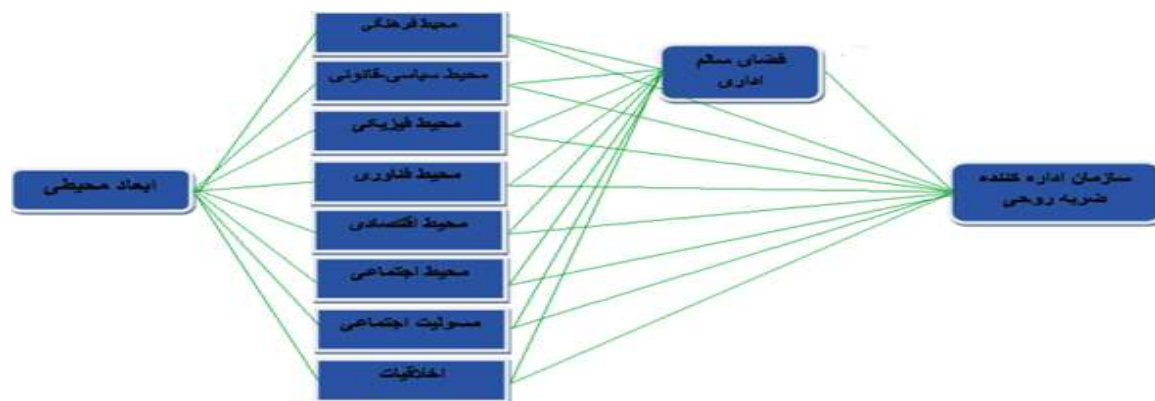 محیط فرهنگی
محیط سیاسی-قانونی
محیط فیزیکی
محیط فناوری
محیط اقتصادی
محیط اجتماعی
مسولیت اجتماعی
اخلاقیات
ابعاد محیطی
فضای سالم
اداری
سازمان اداره کننده
ضربه روحی